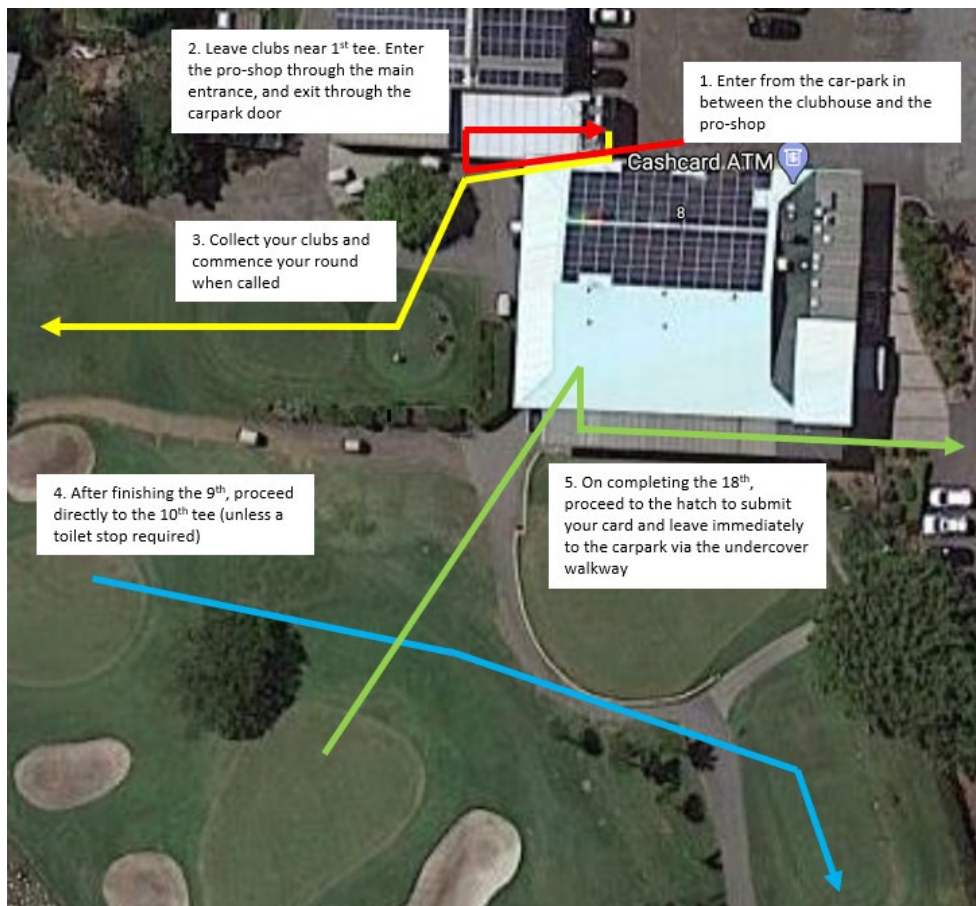 2. Leave clubs near 1st tee. Enter
the pro-shop through the main
entrance, and exit through the
carpark door
1. Enter from the car-park in
between the clubhouse and the
pro-shop
Cashcard ATM
8
3. Collect your clubs and
commence your round
when called
4. After finishing the 9th, proceed
directly to the 10th tee (unless a
toilet stop required)
5. On completing the 18th,
proceed to the hatch to submit
your card and leave immediately
to the carpark via the undercover
walkway